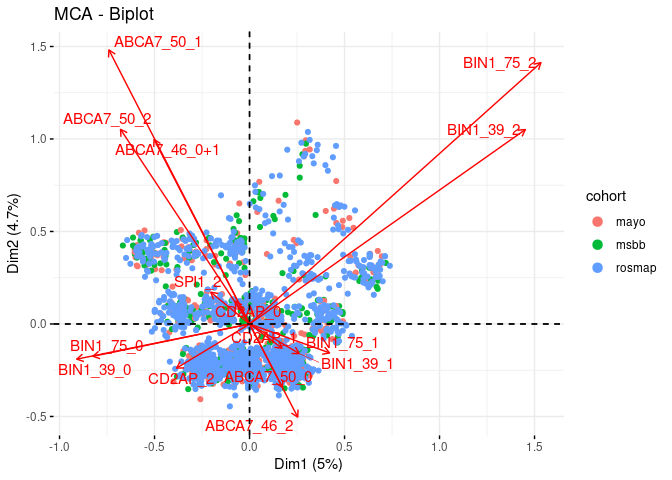 MCA - Biplot
ABCA7_50_1
BIN1_75_2
ABCA7_50_2
BIN1_39_2
ABCA7_46_0+1
SPI1_2
CD2AP_0
CD2AP_1
BIN1_75_0
BIN1_75_1
BIN1_39_0
BIN1_39_1
CD2AP_2
ABCA7_50_0
ABCA7_46_2
1.5
1.0
0.5
0.0
-0.5
-1.0
-0.5
0.0
0.5
1.0
1.5
Dim1 (5%)
Dim2 (4.7%)
cohort
mayo
msbb
rosmap